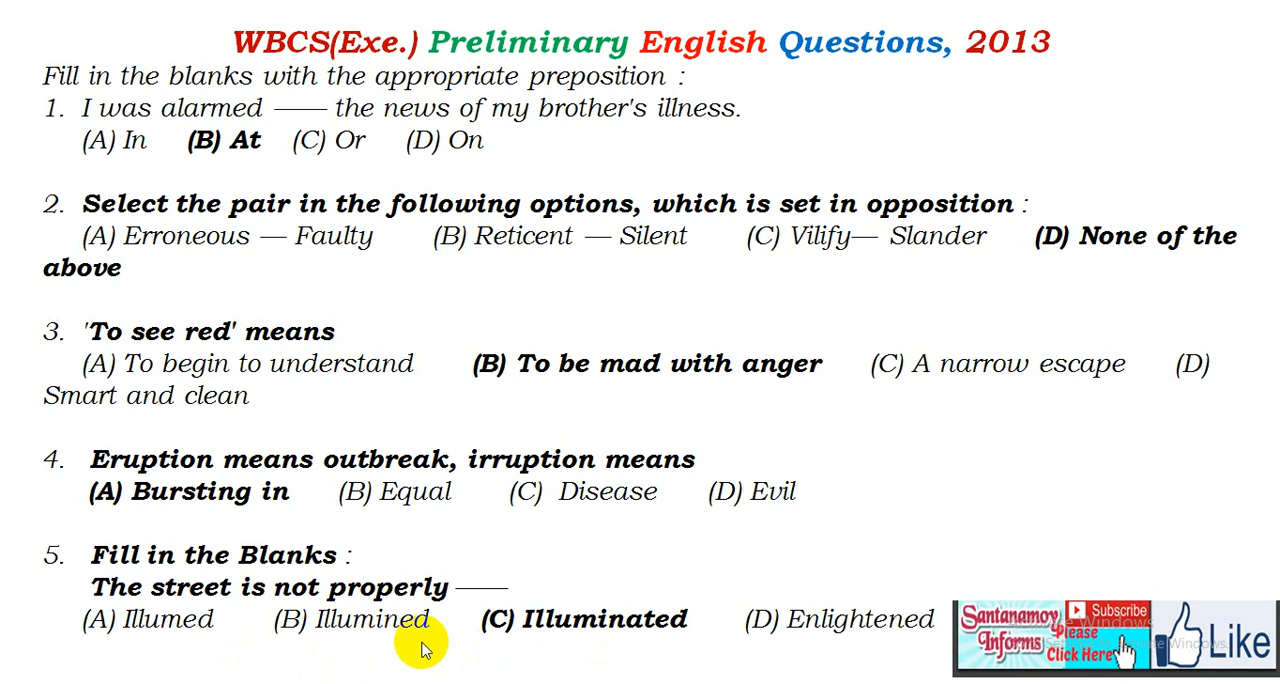 WBCS(Exe.) Preliminary English Questions, 2013
Fill in the blanks with the appropriate preposition :
1. I was alarmed —— the news of my brother's illness.
(A) In (B) At (C) Or (D) On
2. Select the pair in the following options, which is set in opposition :
(A) Erroneous — Faulty (B) Reticent — Silent (C) Vilify— Slander (D) None of the
above
3. 'To see red' means
(A) To begin to understand (B) To be mad with anger (C) A narrow escape (D)
Smart and clean
4. Eruption means outbreak, irruption means
(A) Bursting in (B) Equal (C) Disease (D) Evil
5. Fill in the Blanks :
The street is not properly ——
(A) Illumed (B) Illumined (C) Illuminated (D) Enlightened
Santanamoy
Informs
Subscribe
Please
Click Here
Like
Windows
Windows.